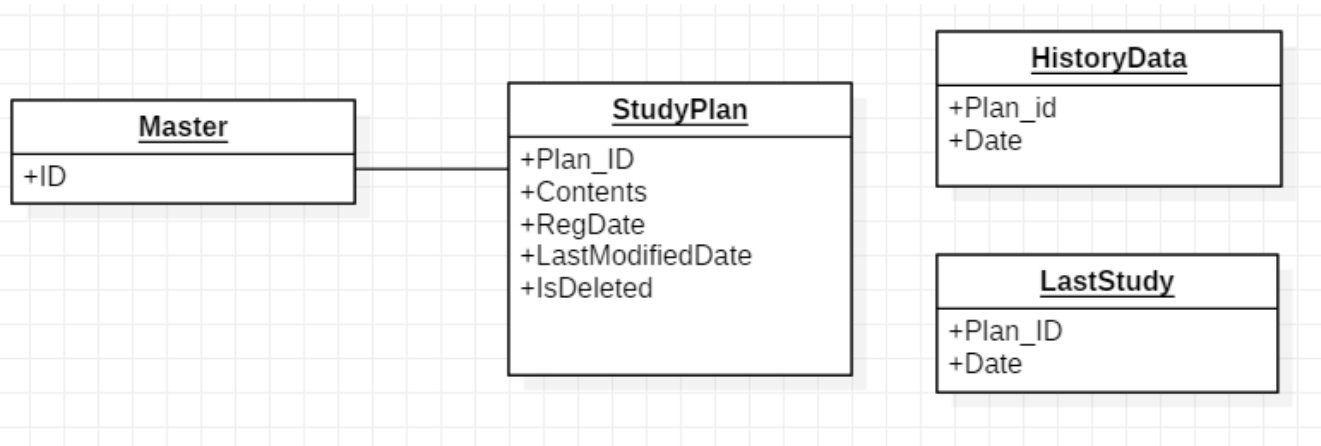 Master
+ID
StudyPlan
+Plan_ID
+Contents
+RegDate
+LastModifiedDate
+IsDeleted
HistoryData
+Plan_id
+Date
LastStudy
+Plan_ID
+Date